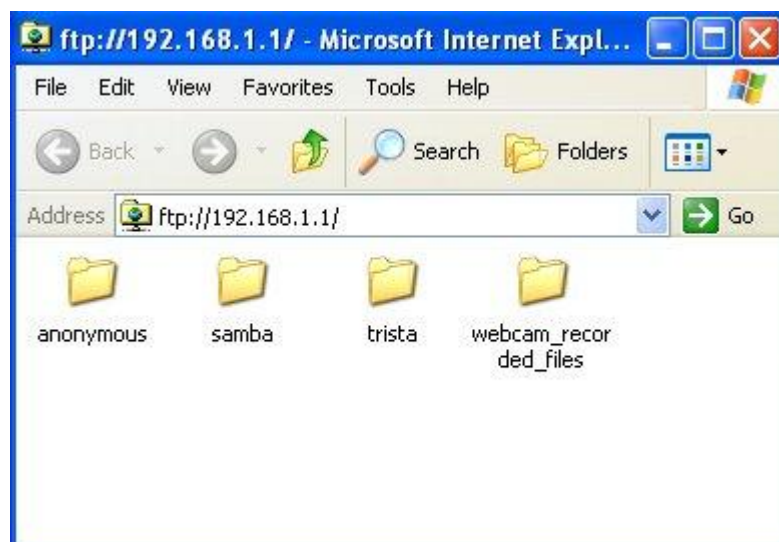 ftp://192.168.1.1/ - Microsoft Internet Expl...
File Edit View Favorites Tools Help
Back Search Folders
Address ftp://192.168.1.1/ Go
anonymous samba trista webcam_recor
ded_files